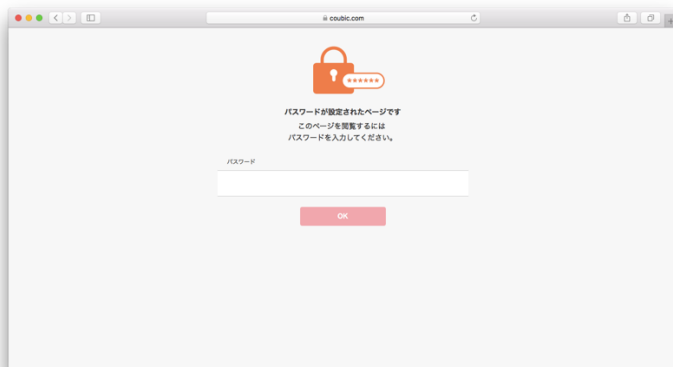 coubic.com
******
パスワードが設定されたページです
このページを閲覧するには
パスワードを入力してください。
パスワード
OK